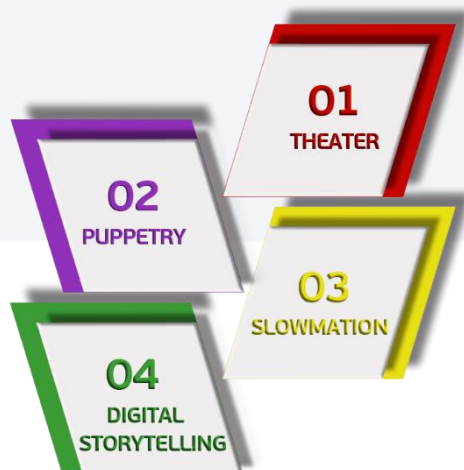 01
THEATER
02
PUPPETRY
03
SLOWMATION
04
DIGITAL
STORYTELLING